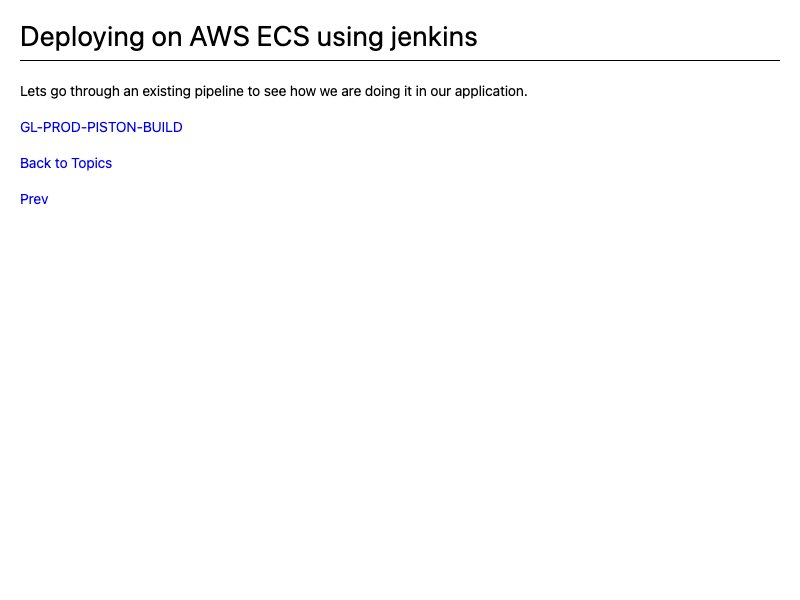 Deploying on AWS ECS using jenkins
Lets go through an existing pipeline to see how we are doing it in our application.
GL-PROD-PISTON-BUILD
Back to Topics
Prev